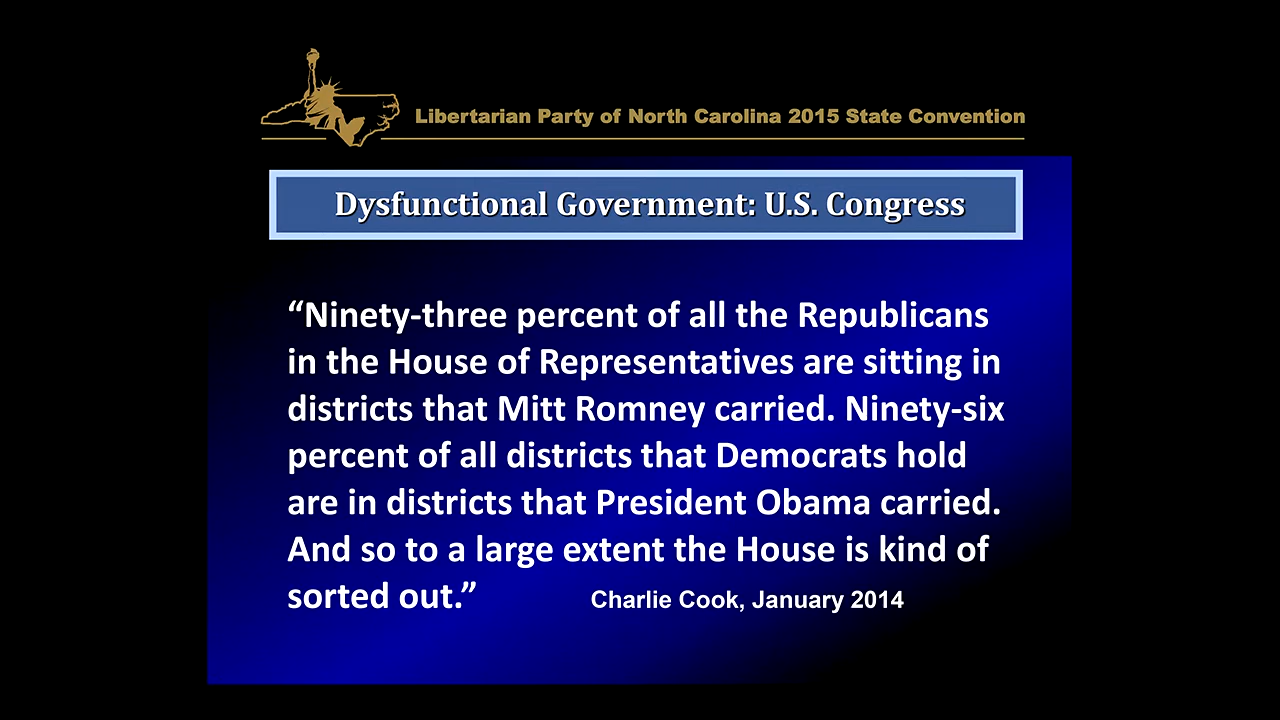 Libertarian Party of North Carolina 2015 State Convention
Dysfunctional Government: U.S. Congress
“Ninety-three percent of all the Republicans
in the House of Representatives are sitting in
districts that Mitt Romney carried. Ninety-six
percent of all districts that Democrats hold
are in districts that President Obama carried.
And so to a large extent the House is kind of
sorted out.” Charlie Cook, January 2014